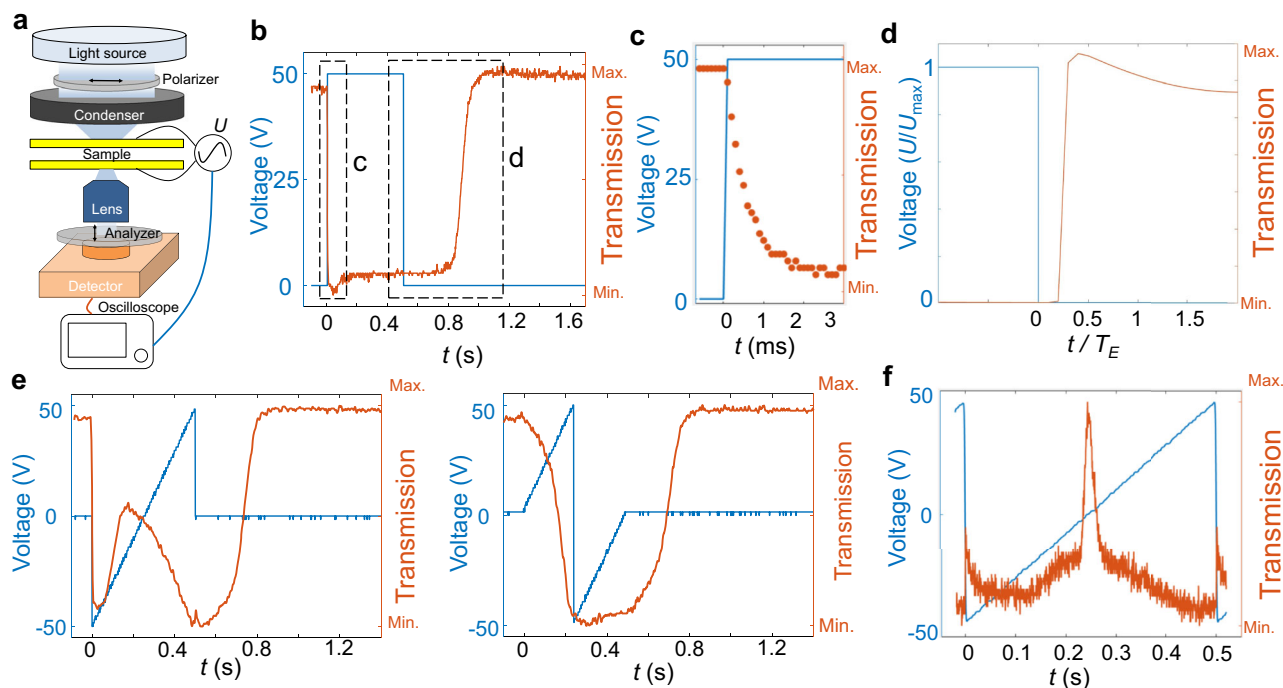 a
Light source
Polarizer
Condenser
U
Sample
Lens
Analyzer
Detector
Oscilloscope
b
Voltage (V)
50
25
0
c
d
Max.
Min.
Transmission
0 0.4 0.8 1.2 1.6
t (s)
c
Voltage (V)
50
25
0
Max.
Min.
Transmission
0 1 2 3
t (ms)
d
Voltage (U/Umax)
1
0
Max.
Min.
Transmission
0 0.5 1 1.5
t / TE
e
Voltage (V)
50
0
-50
0 0.4 0.8 1.2
t (s)
Max.
Min.
Transmission
Voltage (V)
50
0
-50
0 0.4 0.8 1.2
t (s)
Max.
Min.
Transmission
f
Voltage (V)
50
0
-50
0 0.1 0.2 0.3 0.4 0.5
t (s)
Max.
Min.
Transmission